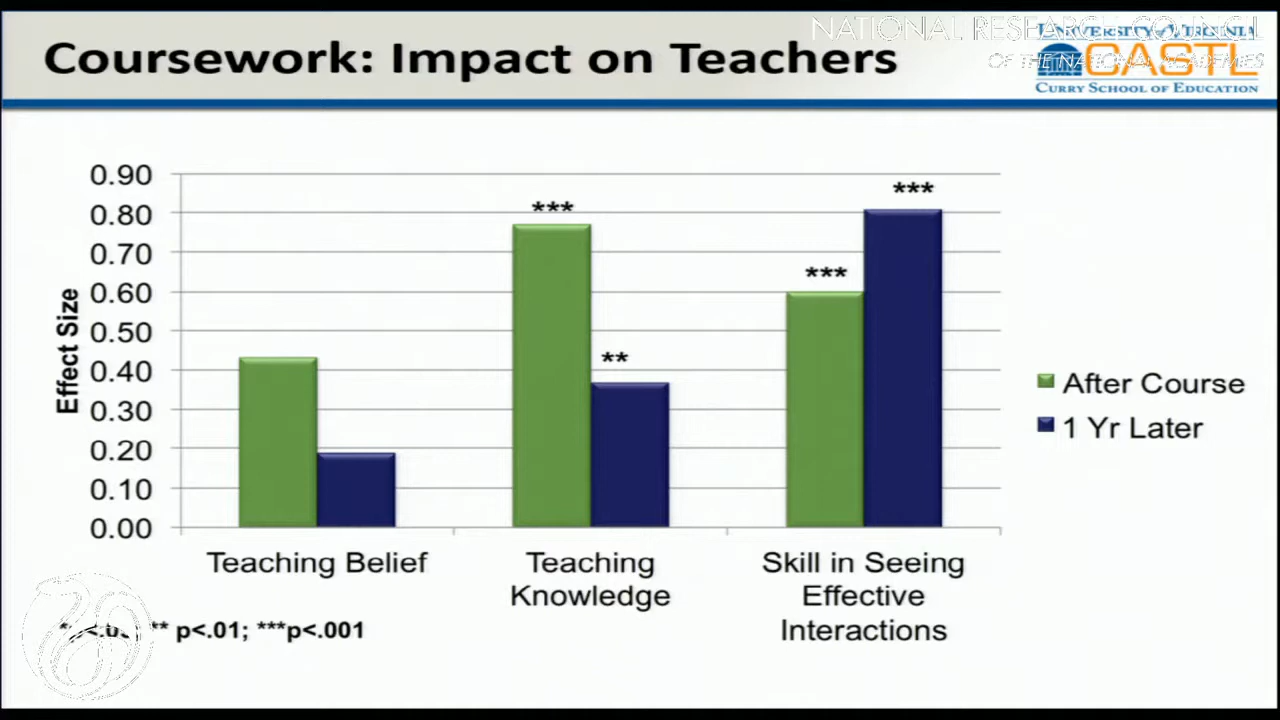 Coursework Impact on Teachers
NATIONAL RESEARCH COUNCIL
OF THE NATIONAL ACADEMIES
UNIVERSITY VIRGINIA
CASTL
CURRY SCHOOL OF EDUCATION
Effect Size
0.90
0.80
0.70
0.60
0.50
0.40
0.30
0.20
0.10
0.00
***
**
***
***
After Course
1 Yr Later
Teaching Belief
Teaching
Knowledge
Skill in Seeing
Effective
Interactions
** p<.01; ***p<.001